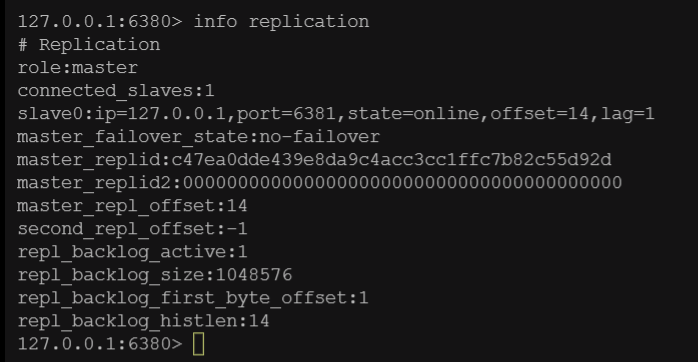 127.0.0.1:6380> info replication
# Replication
role:master
connected_slaves:1
slave0:ip=127.0.0.1,port=6381,state=online,offset=14,lag=1
master_failover_state:no-failover
master_replid:c47ea0dde439e8da9c4acc3cc1ffc7b82c55d92d
master_replid2:0000000000000000000000000000000000000000
master_repl_offset:14
second_repl_offset:-1
repl_backlog_active:1
repl_backlog_size:1048576
repl_backlog_first_byte_offset:1
repl_backlog_histlen:14
127.0.0.1:6380>